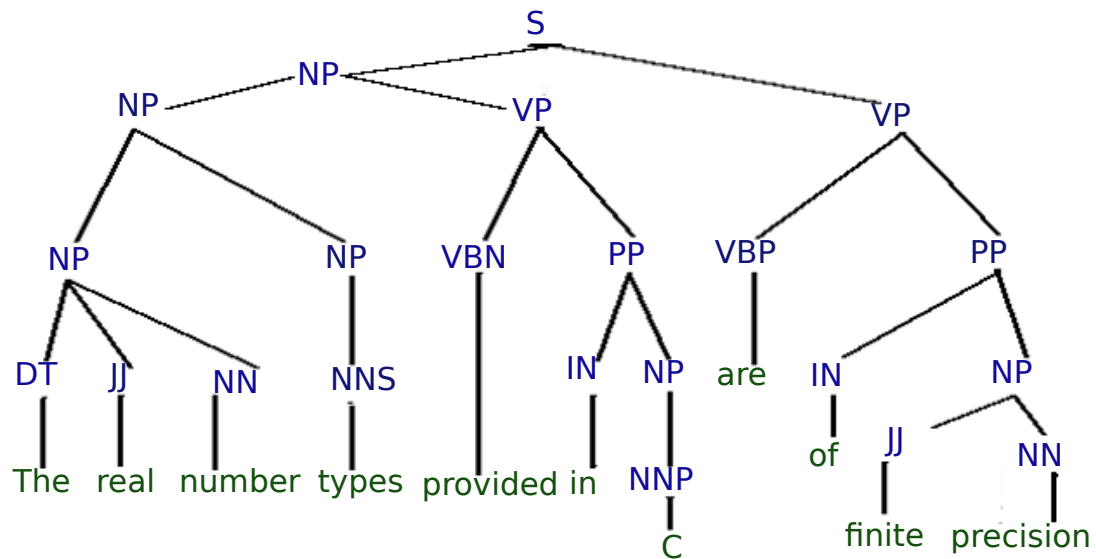 S
NP
NP VP VP
NP NP VBN PP VBP PP
DT JJ NN NNS IN NP are IN NP
JJ NN
of
The real number types provided in NNP
finite precision
C